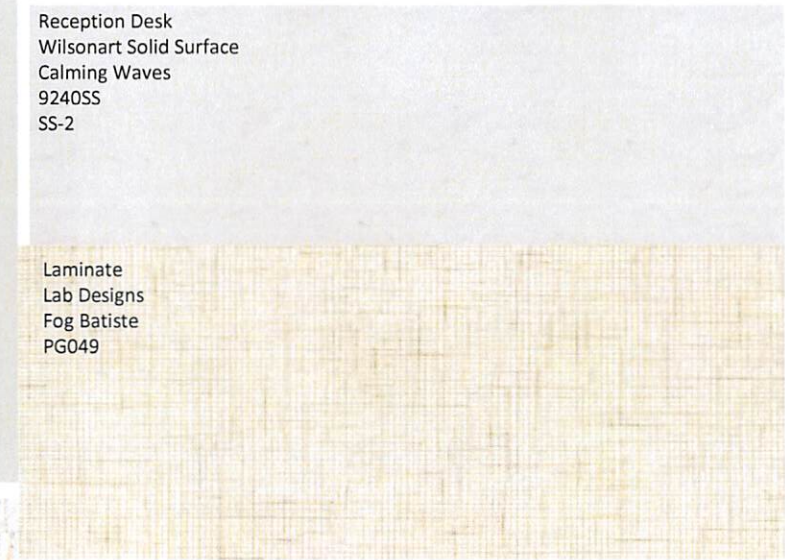 Reception Desk
Wilsonart Solid Surface
Calming Waves
9240SS
SS-2
Laminate
Lab Designs
Fog Batiste
PG049